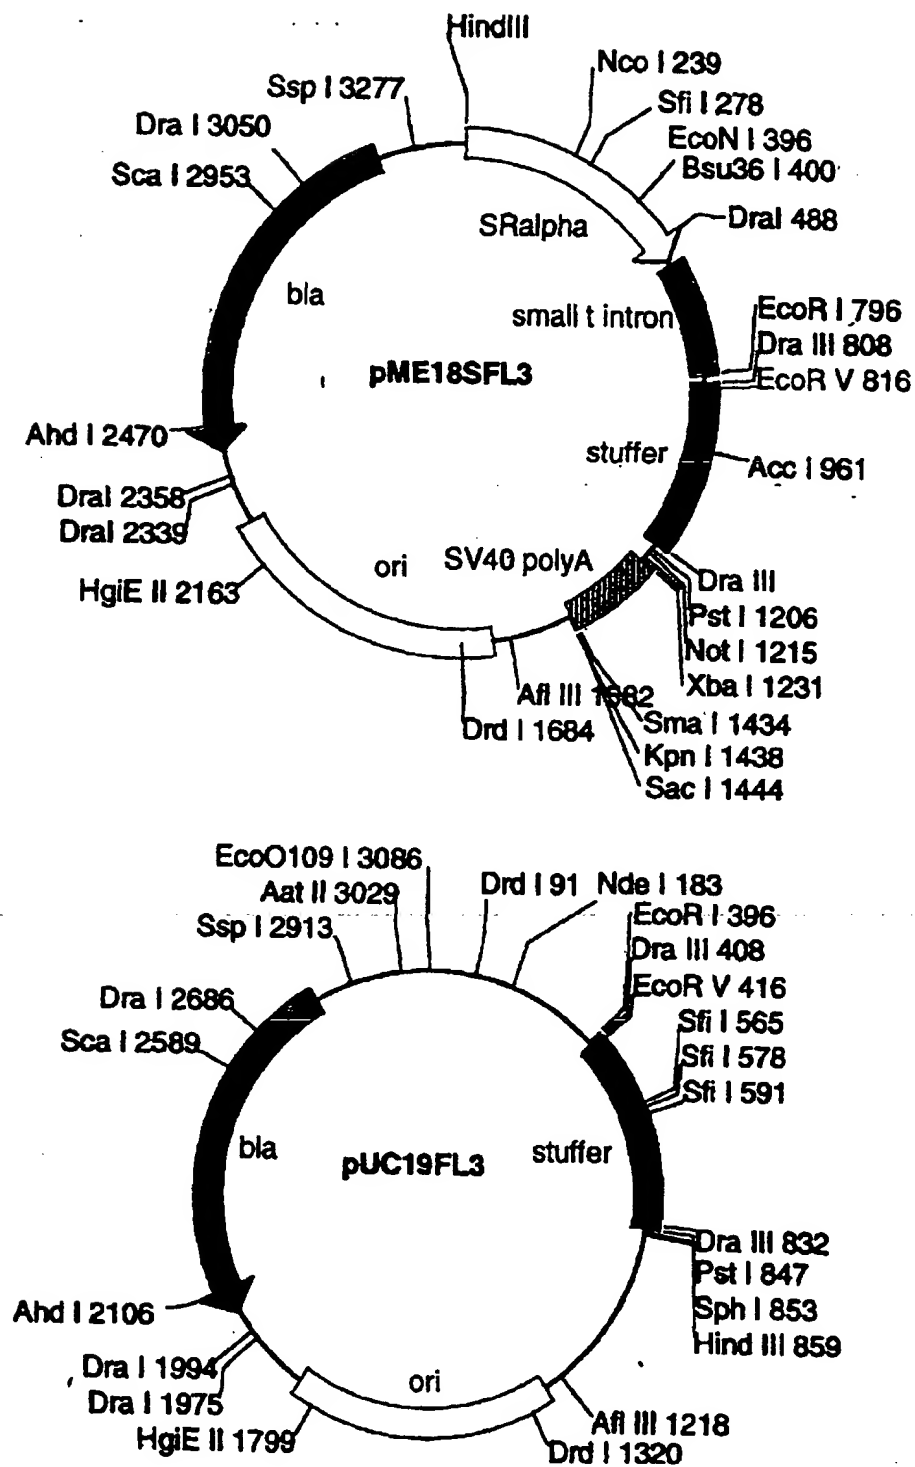 HindIII
Nco I 239
Ssp I 3277
Sfi I 278
Dra I 3050
EcoN I 396
Sca I 2953
Bsu36 I 400
SRalpha
DraI 488
bla
small t intron
EcoR I 796
Dra III 808
pME18SFL3
EcoR V 816
Ahd I 2470
stuffer
Acc I 961
DraI 2358
DraI 2339
ori
SV40 polyA
HgiE II 2163
Dra III
Pst I 1206
Not I 1215
Xba I 1231
Afl III 1582
Drd I 1684
Sma I 1434
Kpn I 1438
Sac I 1444
EcoO109 I 3086
Aat II 3029
Drd I 91
Nde I 183
Ssp I 2913
EcoR I 396
Dra III 408
EcoR V 416
Dra I 2686
Sca I 2589
Sfi I 565
Sfi I 578
Sfi I 591
bla
pUC19FL3
stuffer
Dra III 832
Pst I 847
Sph I 853
Hind III 859
Ahd I 2106
Dra I 1994
Dra I 1975
HgiE II 1799
ori
Afl III 1218
Drd I 1320